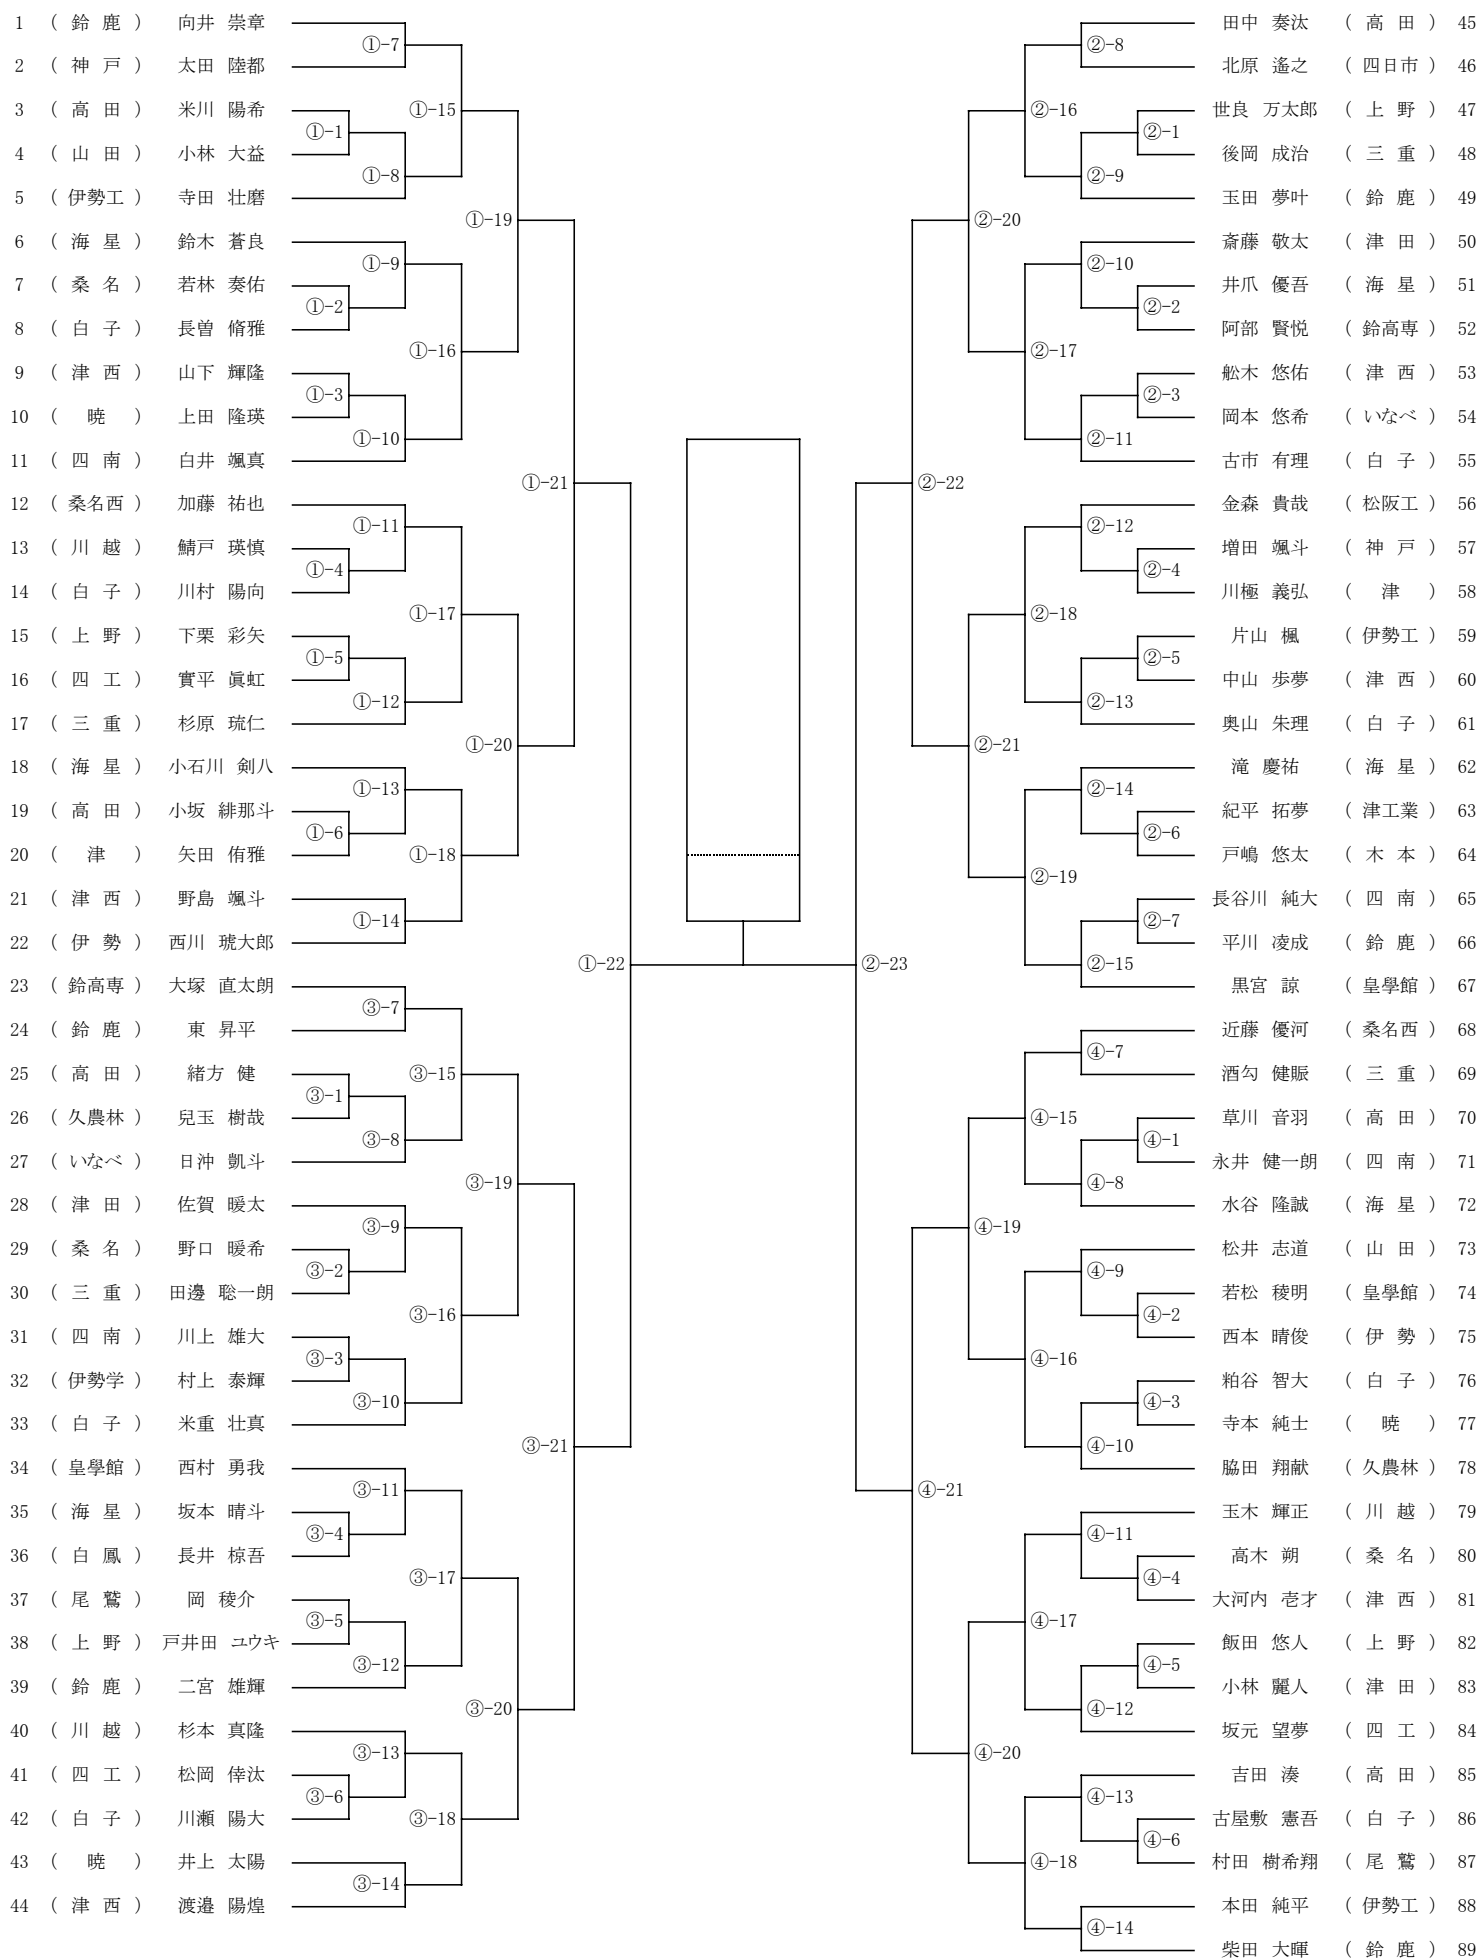 1 （ 鈴 鹿 ） 向井 崇章
2 （ 神 戸 ） 太田 陸都
3 （ 高 田 ） 米川 陽希
4 （ 山 田 ） 小林 大益
5 （ 伊勢工 ） 寺田 壮磨
6 （ 海 星 ） 鈴木 蒼良
7 （ 桑 名 ） 若林 奏佑
8 （ 白 子 ） 長曽 脩雅
9 （ 津 西 ） 山下 輝隆
10 （ 暁 ） 上田 隆瑛
11 （ 四 南 ） 白井 颯真
12 （ 桑名西 ） 加藤 祐也
13 （ 川 越 ） 鯖戸 瑛慎
14 （ 白 子 ） 川村 陽向
15 （ 上 野 ） 下栗 彩矢
16 （ 四 工 ） 實平 眞虹
17 （ 三 重 ） 杉原 琉仁
18 （ 海 星 ） 小石川 剣八
19 （ 高 田 ） 小坂 緋那斗
20 （ 津 ） 矢田 侑雅
21 （ 津 西 ） 野島 颯斗
22 （ 伊 勢 ） 西川 琥大郎
23 （ 鈴高専 ） 大塚 直太朗
24 （ 鈴 鹿 ） 東 昇平
25 （ 高 田 ） 緒方 健
26 （ 久農林 ） 兒玉 樹哉
27 （ いなべ ） 日沖 凱斗
28 （ 津 田 ） 佐賀 暖太
29 （ 桑 名 ） 野口 暖希
30 （ 三 重 ） 田邊 聡一朗
31 （ 四 南 ） 川上 雄大
32 （ 伊勢学 ） 村上 泰輝
33 （ 白 子 ） 米重 壮真
34 （ 皇學館 ） 西村 勇我
35 （ 海 星 ） 坂本 晴斗
36 （ 白 鳳 ） 長井 椋吾
37 （ 尾 鷲 ） 岡 稜介
38 （ 上 野 ） 戸井田 ユウキ
39 （ 鈴 鹿 ） 二宮 雄輝
40 （ 川 越 ） 杉本 真隆
41 （ 四 工 ） 松岡 倖汰
42 （ 白 子 ） 川瀬 陽大
43 （ 暁 ） 井上 太陽
44 （ 津 西 ） 渡邉 陽煌
①-1
①-2
①-3
①-4
①-5
①-6
①-7
①-8
①-9
①-10
①-11
①-12
①-13
①-14
①-15
①-16
①-17
①-18
①-19
①-20
①-21
①-22
③-1
③-2
③-3
③-4
③-5
③-6
③-7
③-8
③-9
③-10
③-11
③-12
③-13
③-14
③-15
③-16
③-17
③-18
③-19
③-20
③-21
②-23
②-22
②-20
②-21
②-16
②-17
②-18
②-19
②-8
②-9
②-10
②-11
②-12
②-13
②-14
②-15
②-1
②-2
②-3
②-4
②-5
②-6
②-7
④-21
④-19
④-20
④-15
④-16
④-17
④-18
④-7
④-8
④-9
④-10
④-11
④-12
④-13
④-14
④-1
④-2
④-3
④-4
④-5
④-6
田中 奏汰 （ 高 田 ） 45
北原 遙之 （ 四日市 ） 46
世良 万太郎 （ 上 野 ） 47
後岡 成治 （ 三 重 ） 48
玉田 夢叶 （ 鈴 鹿 ） 49
斎藤 敬太 （ 津 田 ） 50
井爪 優吾 （ 海 星 ） 51
阿部 賢悦 （ 鈴高専 ） 52
舩木 悠佑 （ 津 西 ） 53
岡本 悠希 （ いなべ ） 54
古市 有理 （ 白 子 ） 55
金森 貴哉 （ 松阪工 ） 56
増田 颯斗 （ 神 戸 ） 57
川極 義弘 （ 津 ） 58
片山 楓 （ 伊勢工 ） 59
中山 歩夢 （ 津 西 ） 60
奥山 朱理 （ 白 子 ） 61
滝 慶祐 （ 海 星 ） 62
紀平 拓夢 （ 津工業 ） 63
戸嶋 悠太 （ 木 本 ） 64
長谷川 純大 （ 四 南 ） 65
平川 凌成 （ 鈴 鹿 ） 66
黒宮 諒 （ 皇學館 ） 67
近藤 優河 （ 桑名西 ） 68
酒匂 健賑 （ 三 重 ） 69
草川 音羽 （ 高 田 ） 70
永井 健一朗 （ 四 南 ） 71
水谷 隆誠 （ 海 星 ） 72
松井 志道 （ 山 田 ） 73
若松 稜明 （ 皇學館 ） 74
西本 晴俊 （ 伊 勢 ） 75
粕谷 智大 （ 白 子 ） 76
寺本 純士 （ 暁 ） 77
脇田 翔献 （ 久農林 ） 78
玉木 輝正 （ 川 越 ） 79
高木 朔 （ 桑 名 ） 80
大河内 壱才 （ 津 西 ） 81
飯田 悠人 （ 上 野 ） 82
小林 麗人 （ 津 田 ） 83
坂元 望夢 （ 四 工 ） 84
吉田 湊 （ 高 田 ） 85
古屋敷 憲吾 （ 白 子 ） 86
村田 樹希翔 （ 尾 鷲 ） 87
本田 純平 （ 伊勢工 ） 88
柴田 大暉 （ 鈴 鹿 ） 89